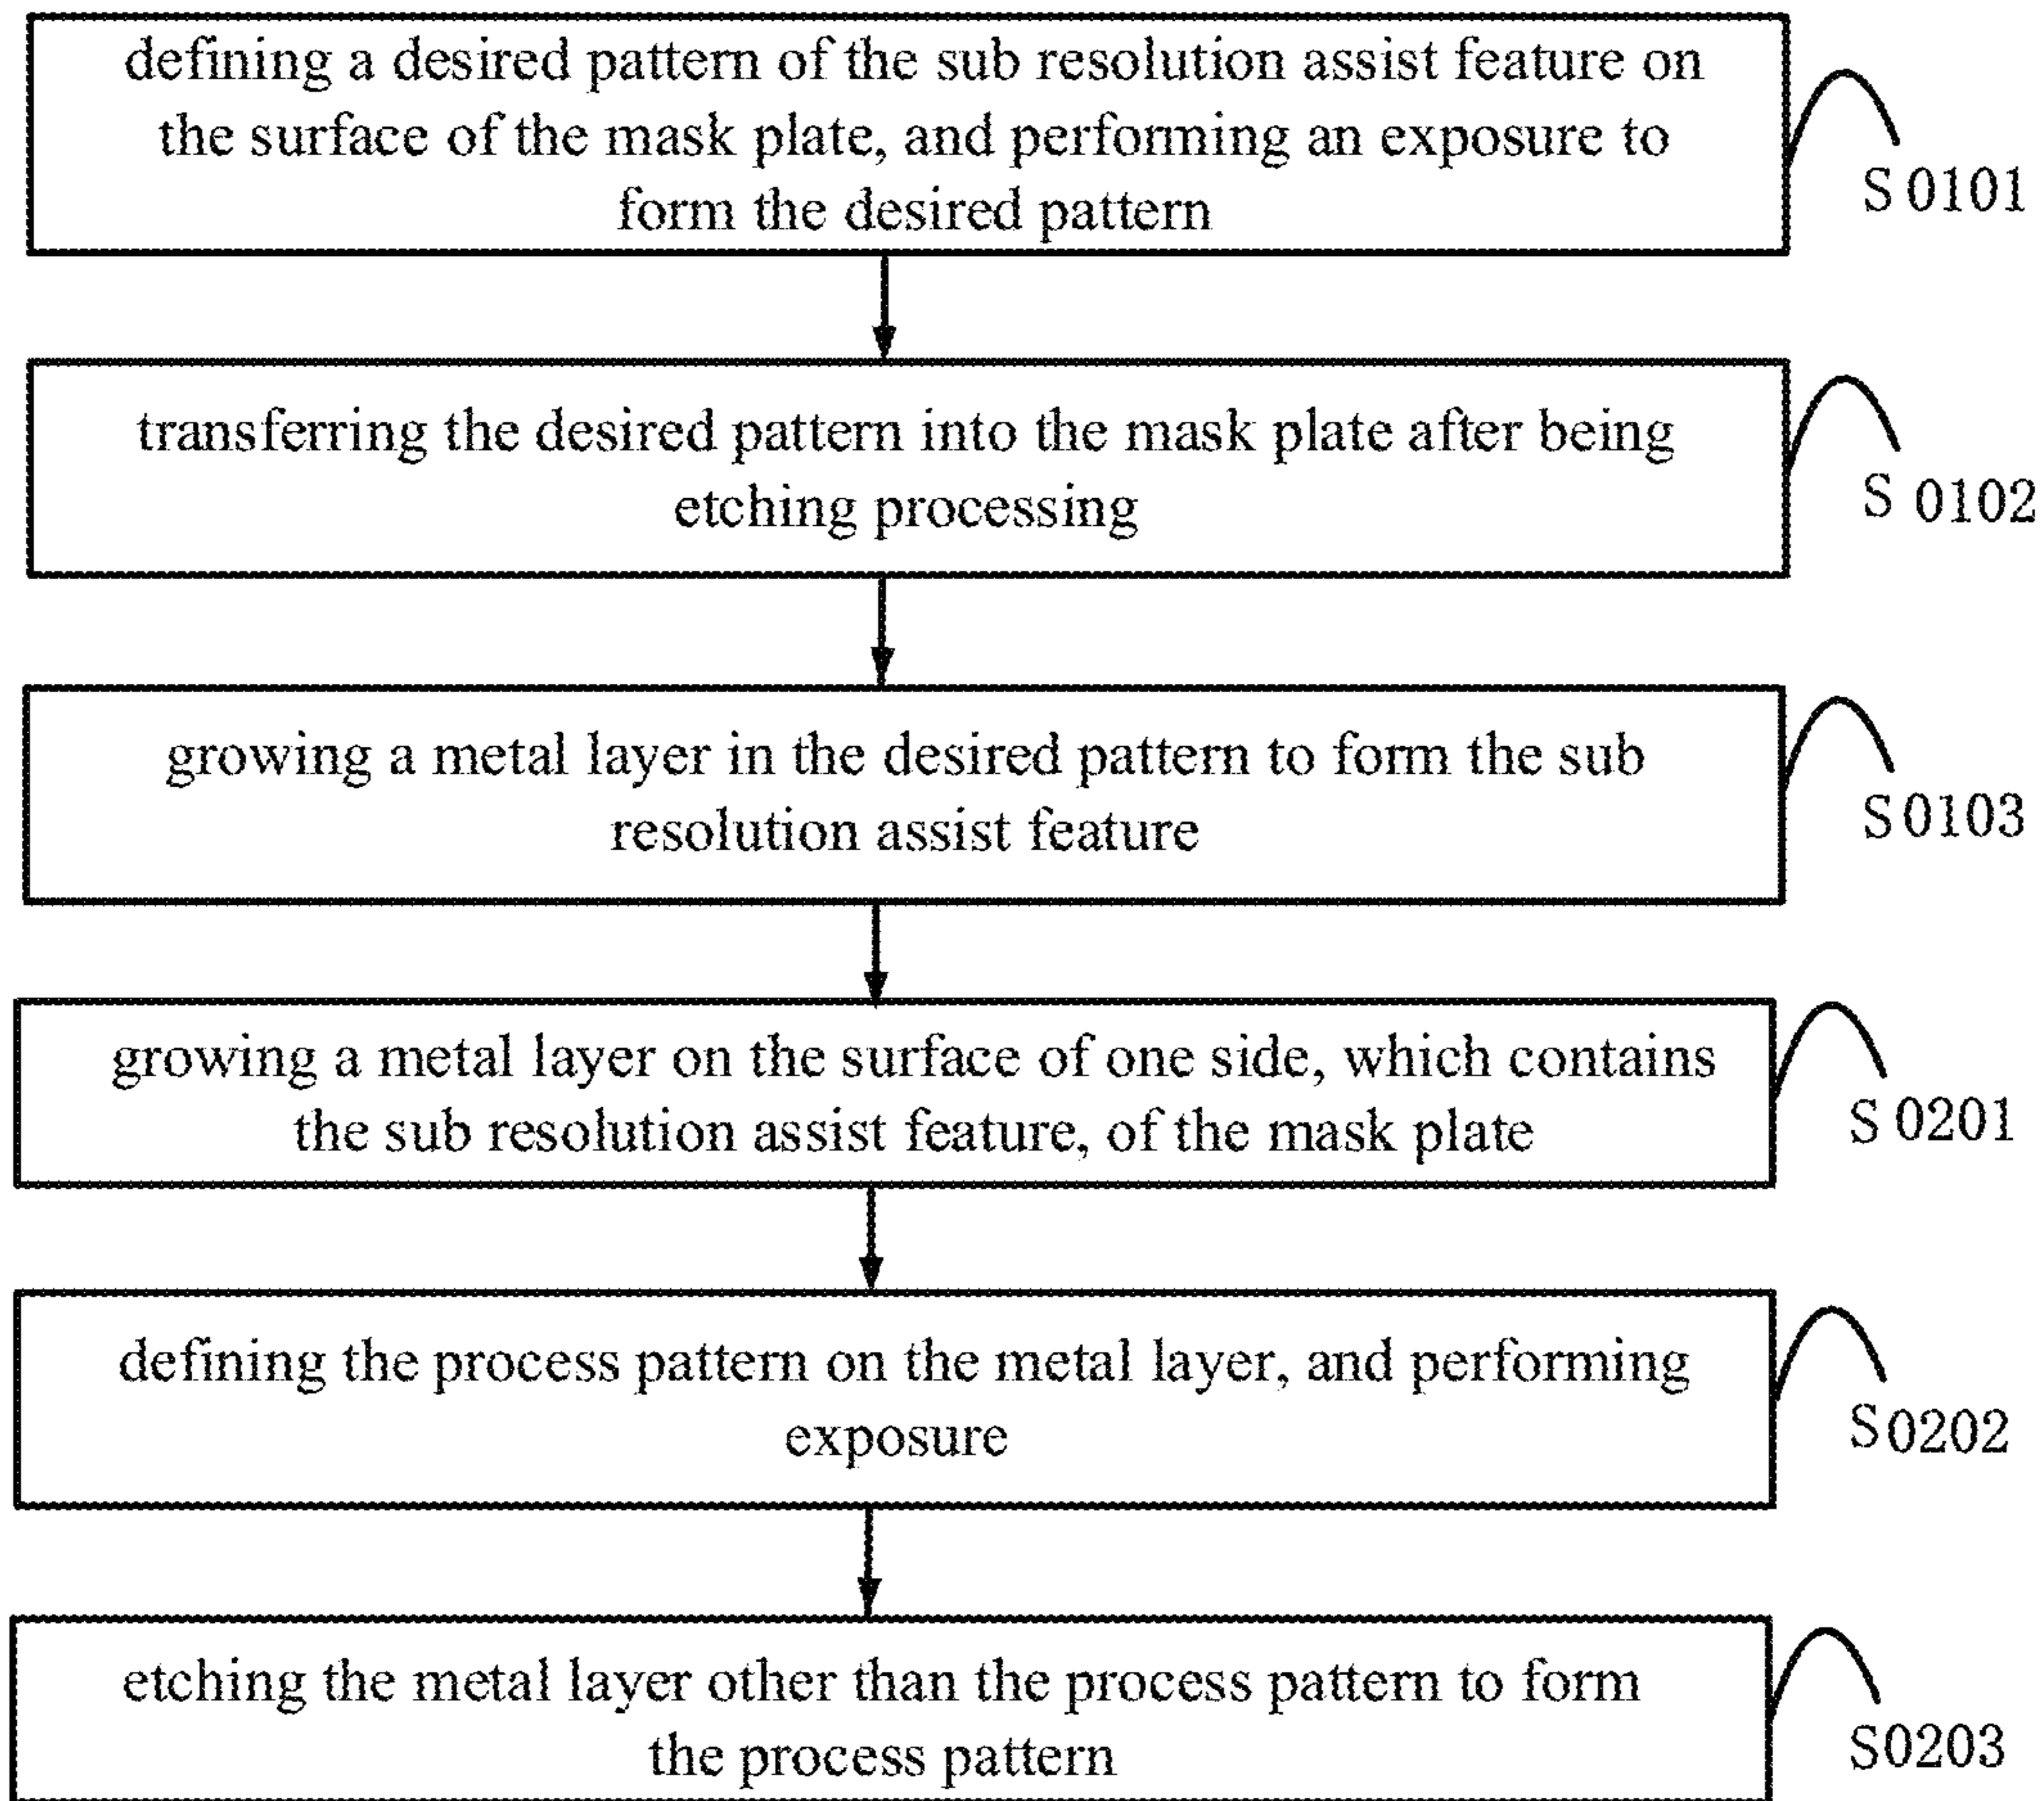 defining a desired pattern of the sub resolution assist feature on
the surface of the mask plate, and performing an exposure to
form the desired pattern
S 0101
transferring the desired pattern into the mask plate after being
etching processing
S 0102
growing a metal layer in the desired pattern to form the sub
resolution assist feature
S 0103
growing a metal layer on the surface of one side, which contains
the sub resolution assist feature, of the mask plate
S 0201
defining the process pattern on the metal layer, and performing
exposure
S 0202
etching the metal layer other than the process pattern to form
the process pattern
S0203